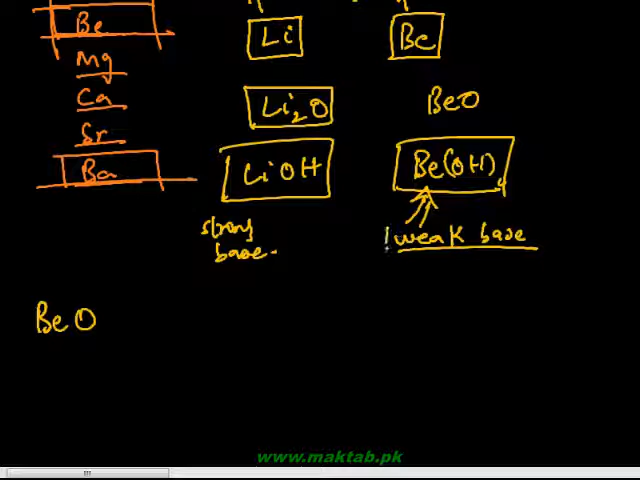 Be
Li
Be
Mg
Ca
Li2O
BeO
Sr
Ba
LiOH
Be(OH)
strong
base.
! weak base
BeO
www.maktab.pk